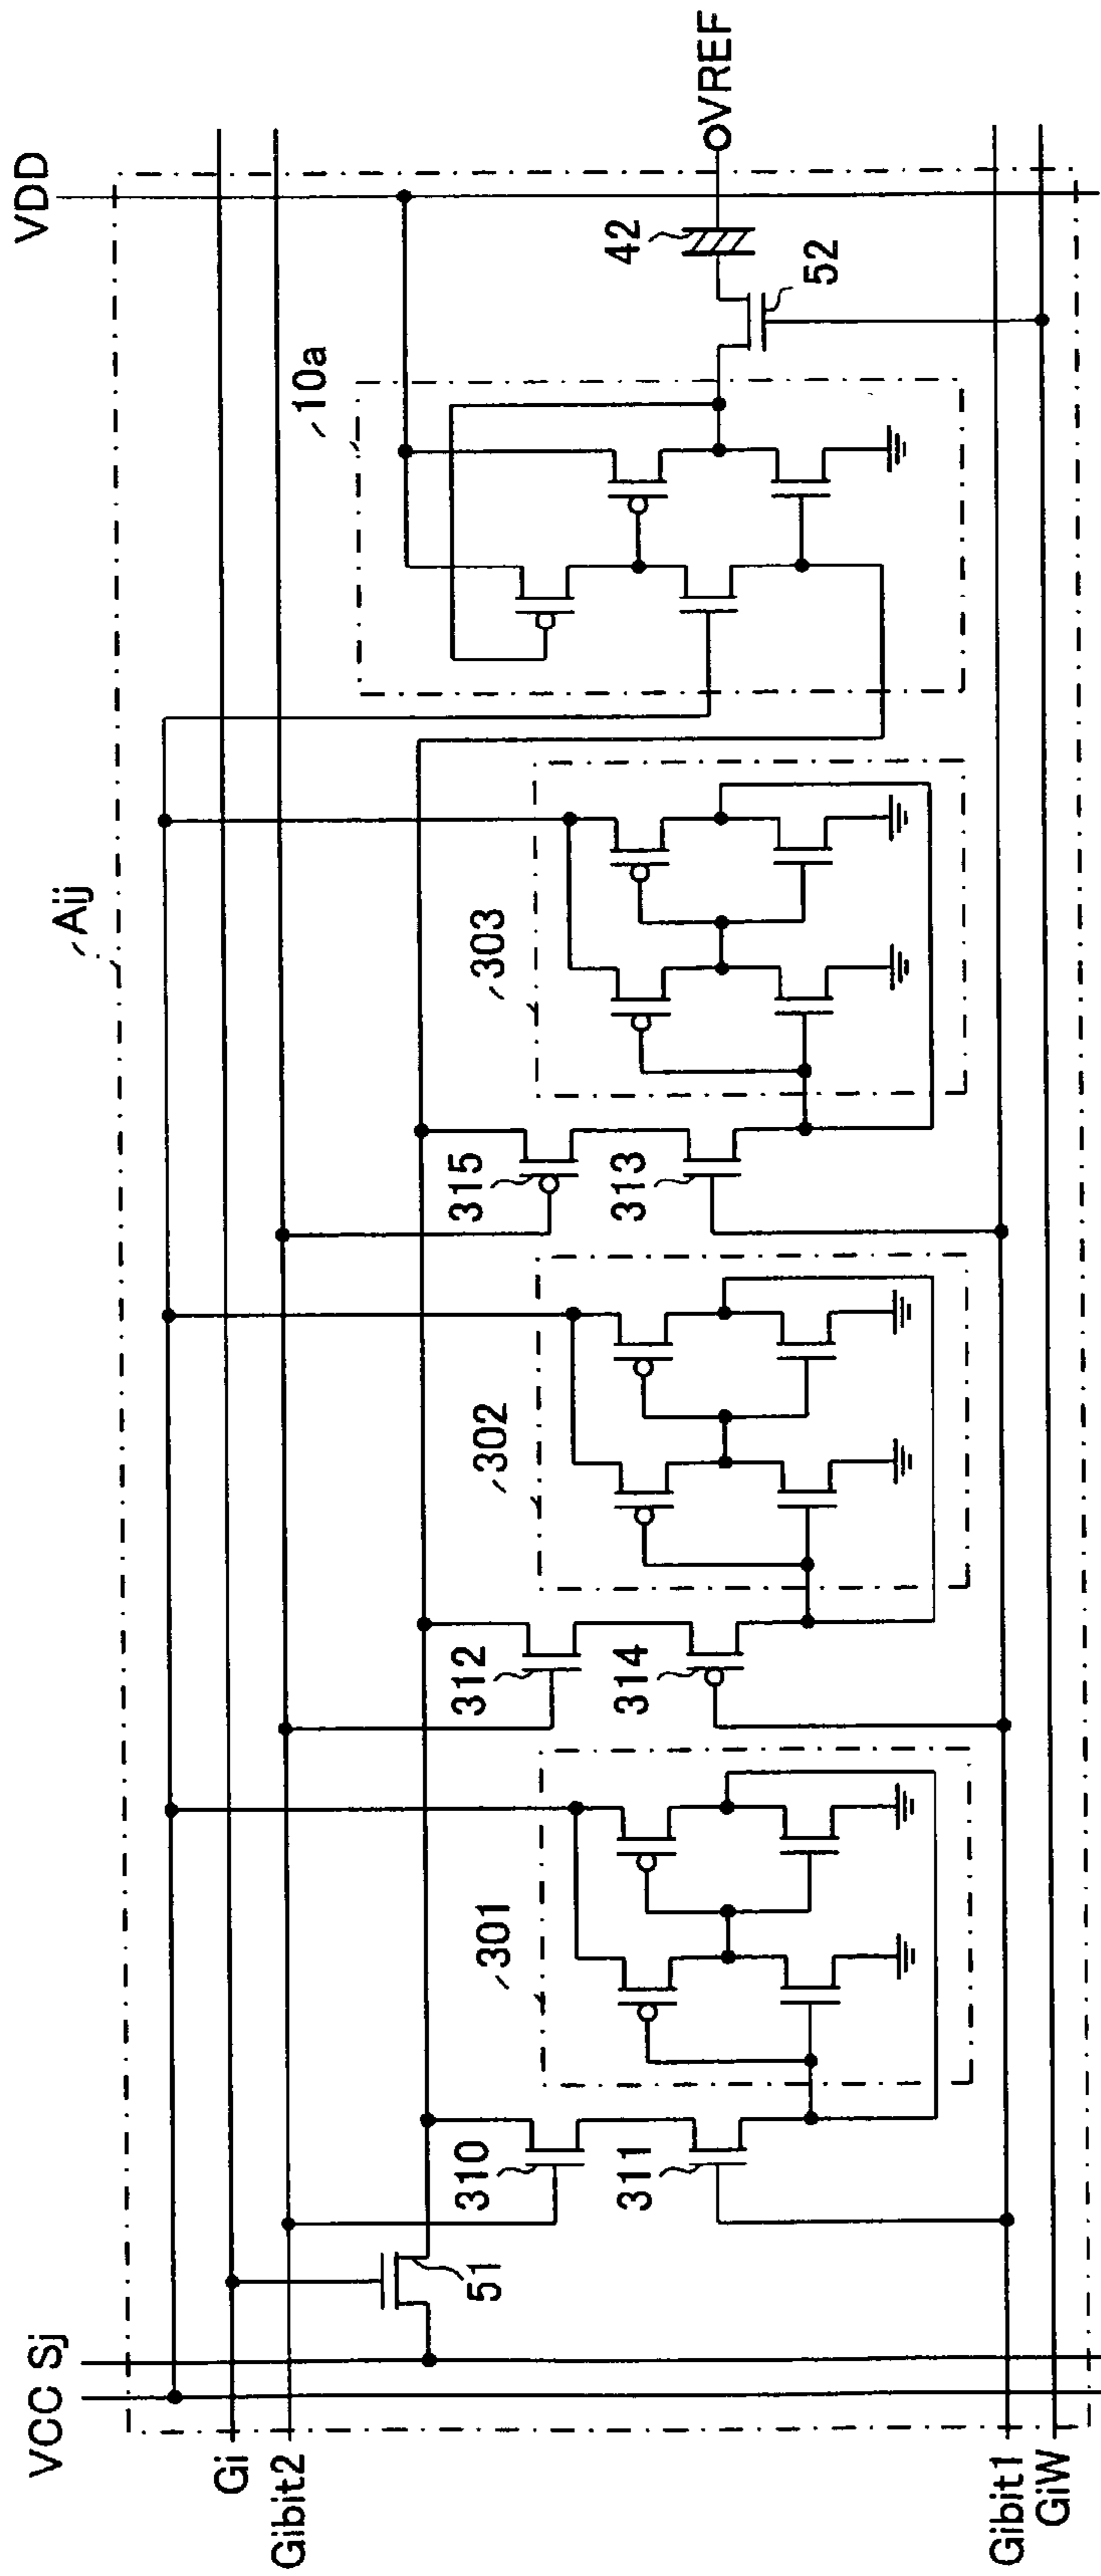 VDD
Aij
VREF
42
52
10a
303
315
313
302
312
314
301
310
311
51
VCC Sj
Gi
Gibit2
Gibit1
GiW